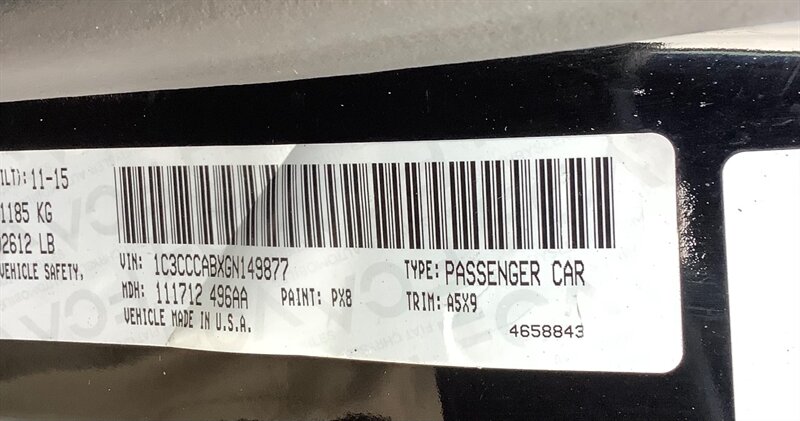 11-15
1185 KG
2612 LB
VEHICLE SAFETY,
VIN: 1C3CCCABXGN149877
TYPE: PASSENGER CAR
MDH: 111712 496AA PAINT: PX8 TRIM: A5X9
VEHICLE MADE IN U.S.A.
4658843